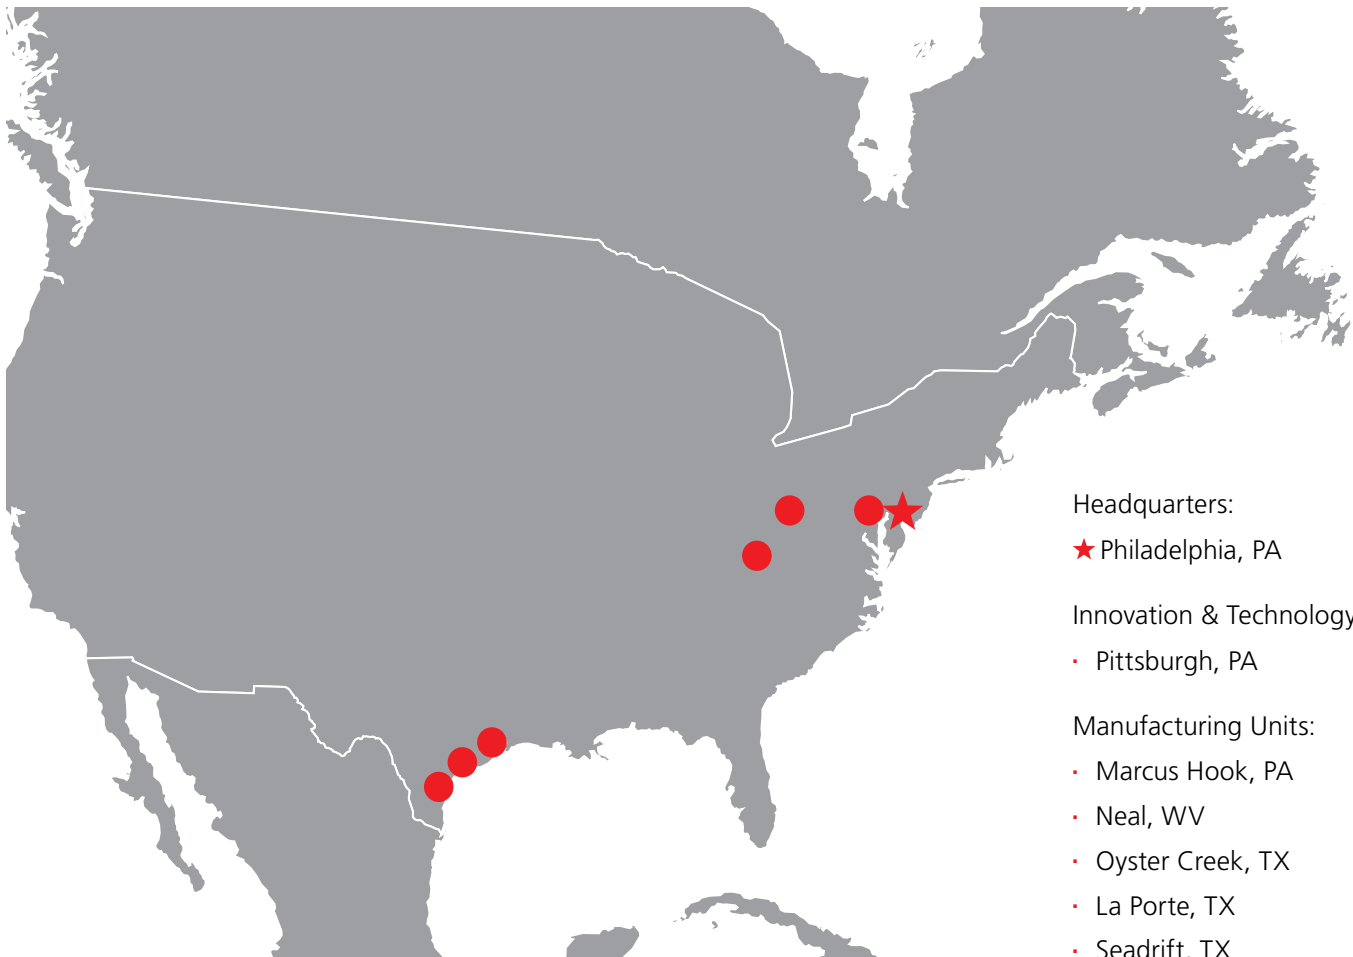 Headquarters:
Philadelphia, PA
Innovation & Technology
· Pittsburgh, PA
Manufacturing Units:
· Marcus Hook, PA
· Neal, WV
· Oyster Creek, TX
· La Porte, TX
· Seadrift, TX